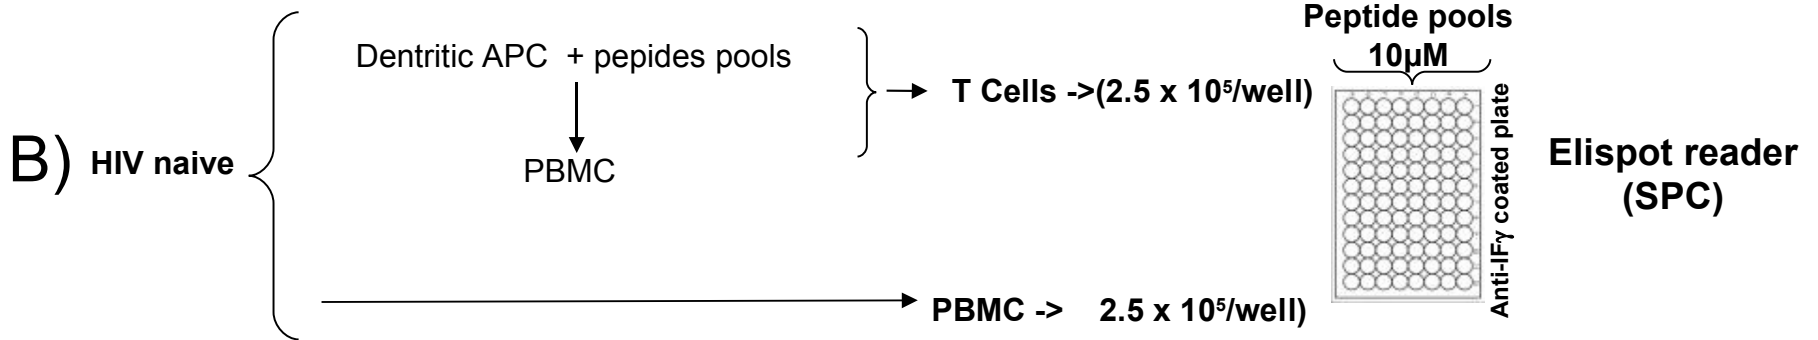 B) HIV naive
Dentritic APC + pepides pools
PBMC
T Cells ->(2.5 x 10⁵/well)
PBMC -> 2.5 x 10⁵/well)
Peptide pools
10µM
Anti-IFγ coated plate
Elispot reader
(SPC)